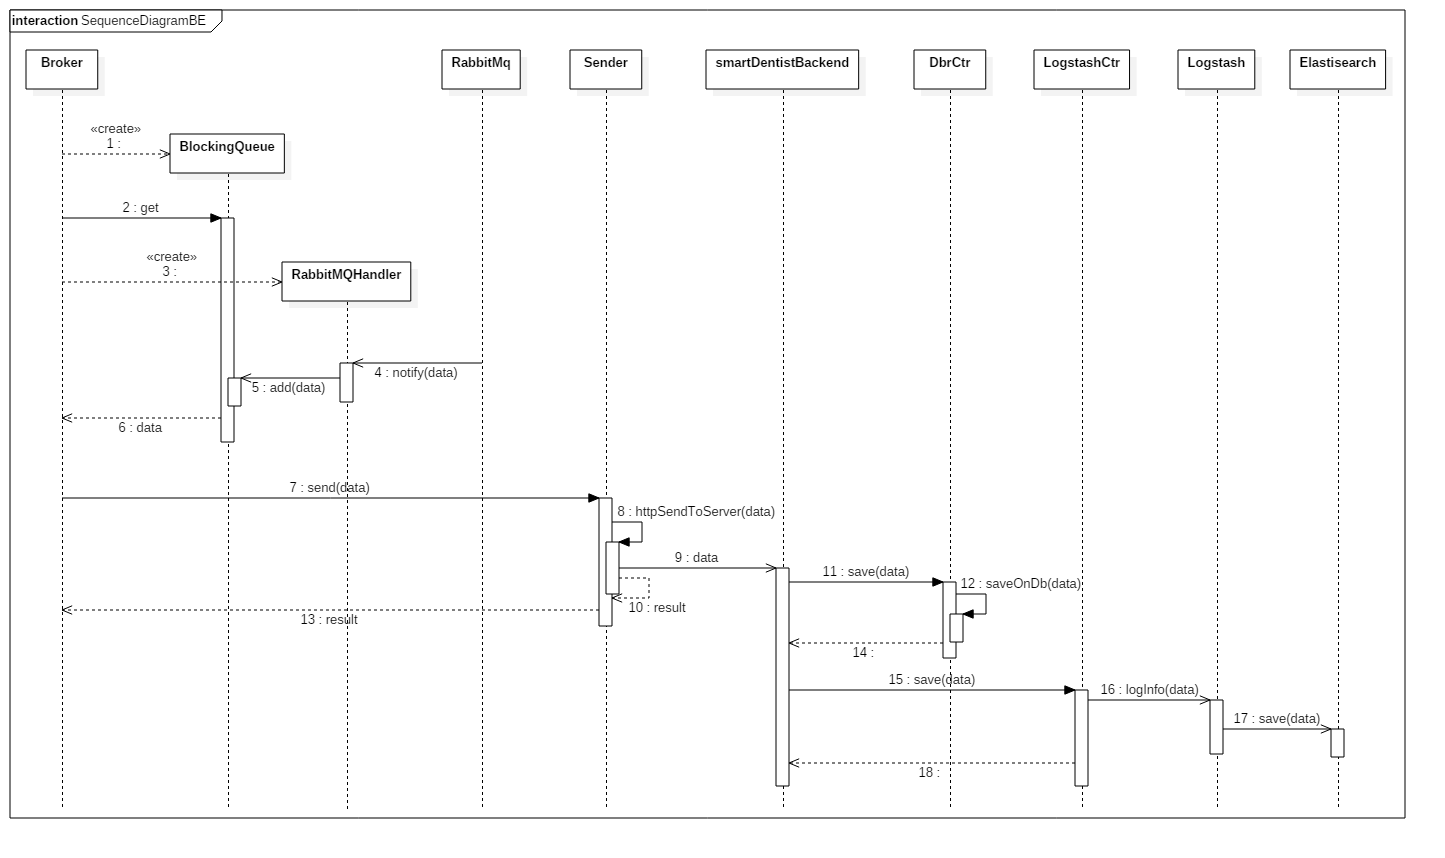 interaction SequenceDiagramBE
Broker
RabbitMq
Sender
smartDentistBackend
DbrCtr
LogstashCtr
Logstash
Elastisearch
«create»
1 :
BlockingQueue
2 : get
«create»
3 :
RabbitMQHandler
4 : notify(data)
5 : add(data)
6 : data
7 : send(data)
8 : httpSendToServer(data)
9 : data
11 : save(data)
12 : saveOnDb(data)
10 : result
13 : result
14 :
15 : save(data)
16 : logInfo(data)
17 : save(data)
18 :